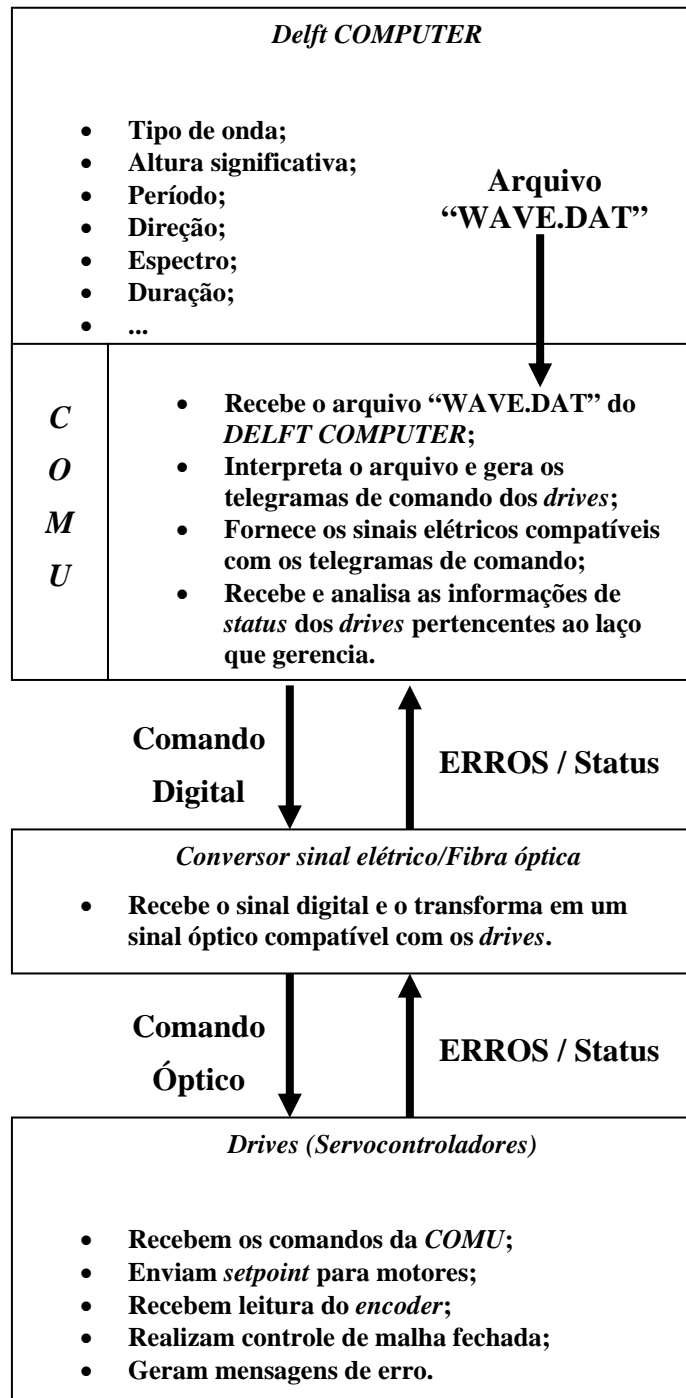 Delft COMPUTER
• Tipo de onda;
• Altura significativa;
• Período;
• Direção;
• Espectro;
• Duração;
• ...
Arquivo
“WAVE.DAT”
C
O
M
U
• Recebe o arquivo “WAVE.DAT” do
DELFT COMPUTER;
• Interpreta o arquivo e gera os
telegramas de comando dos drives;
• Fornece os sinais elétricos compatíveis
com os telegramas de comando;
• Recebe e analisa as informações de
status dos drives pertencentes ao laço
que gerencia.
Comando
Digital
ERROS / Status
Conversor sinal elétrico/Fibra óptica
• Recebe o sinal digital e o transforma em um
sinal óptico compatível com os drives.
Comando
Óptico
ERROS / Status
Drives (Servocontroladores)
• Recebem os comandos da COMU;
• Enviam setpoint para motores;
• Recebem leitura do encoder;
• Realizam controle de malha fechada;
• Geram mensagens de erro.